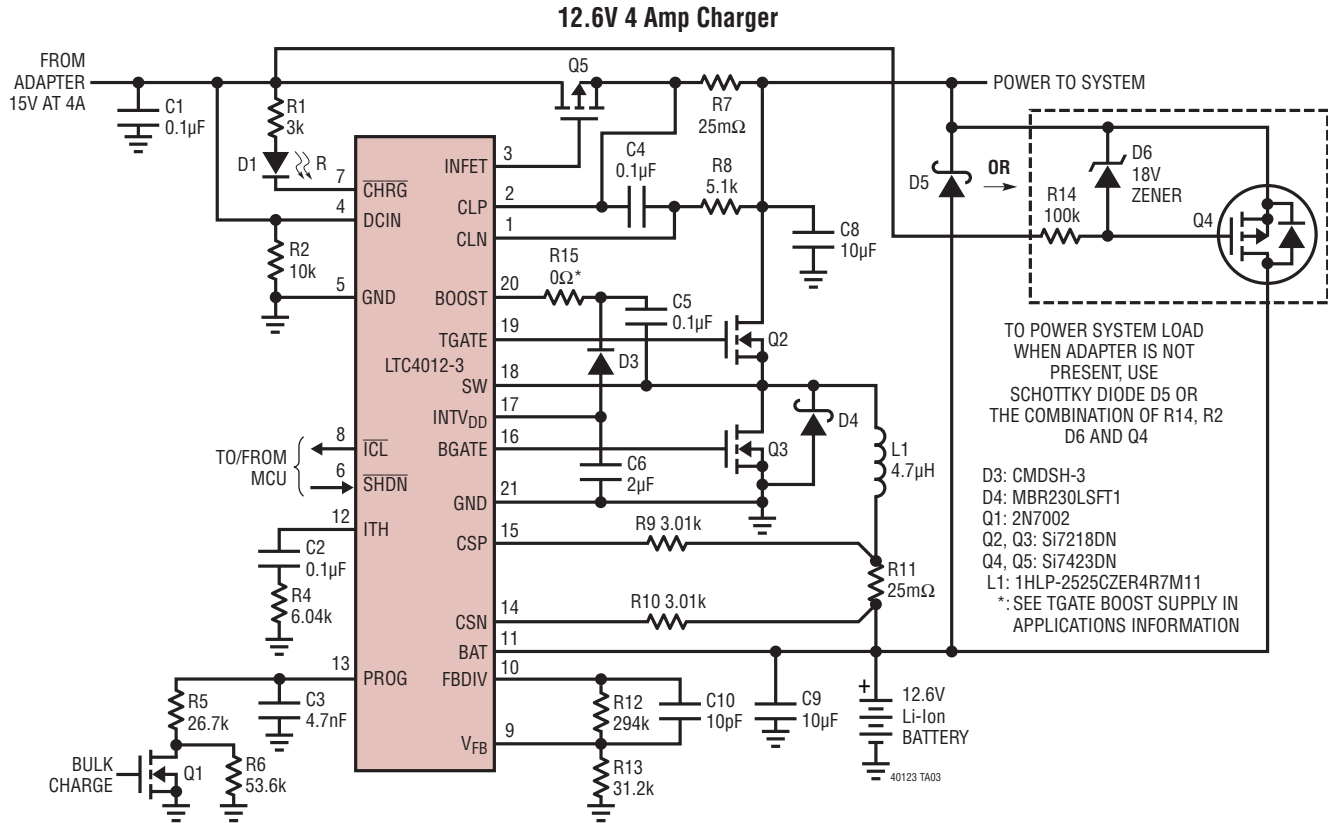 12.6V 4 Amp Charger
FROM
ADAPTER
15V AT 4A
C1
0.1µF
R1
3k
D1
R
Q5
R7
25mΩ
POWER TO SYSTEM
INFET
3
C4
0.1µF
R8
5.1k
7
CHRG
4
DCIN
CLP
2
CLN
1
R2
10k
5
GND
C8
10µF
D5
OR
R14
100k
D6
18V
ZENER
Q4
R15
0Ω*
BOOST
20
C5
0.1µF
TGATE
19
Q2
LTC4012-3
D3
SW
18
INTVDD
17
D4
BGATE
16
Q3
L1
4.7µH
TO/FROM
MCU
8
ICL
6
SHDN
C6
2µF
GND
21
12
ITH
CSP
15
R9 3.01k
C2
0.1µF
R4
6.04k
R11
25mΩ
CSN
14
R10 3.01k
BAT
11
13
PROG
FBDIV
10
R5
26.7k
C3
4.7nF
R12
294k
C10
10pF
C9
10µF
+
12.6V
Li-Ion
BATTERY
VFB
9
BULK
CHARGE
Q1
R6
53.6k
R13
31.2k
40123 TA03
TO POWER SYSTEM LOAD
WHEN ADAPTER IS NOT
PRESENT, USE
SCHOTTKY DIODE D5 OR
THE COMBINATION OF R14, R2
D6 AND Q4
D3: CMDSH-3
D4: MBR230LSFT1
Q1: 2N7002
Q2, Q3: Si7218DN
Q4, Q5: Si7423DN
L1: 1HLP-2525CZER4R7M11
*: SEE TGATE BOOST SUPPLY IN
APPLICATIONS INFORMATION